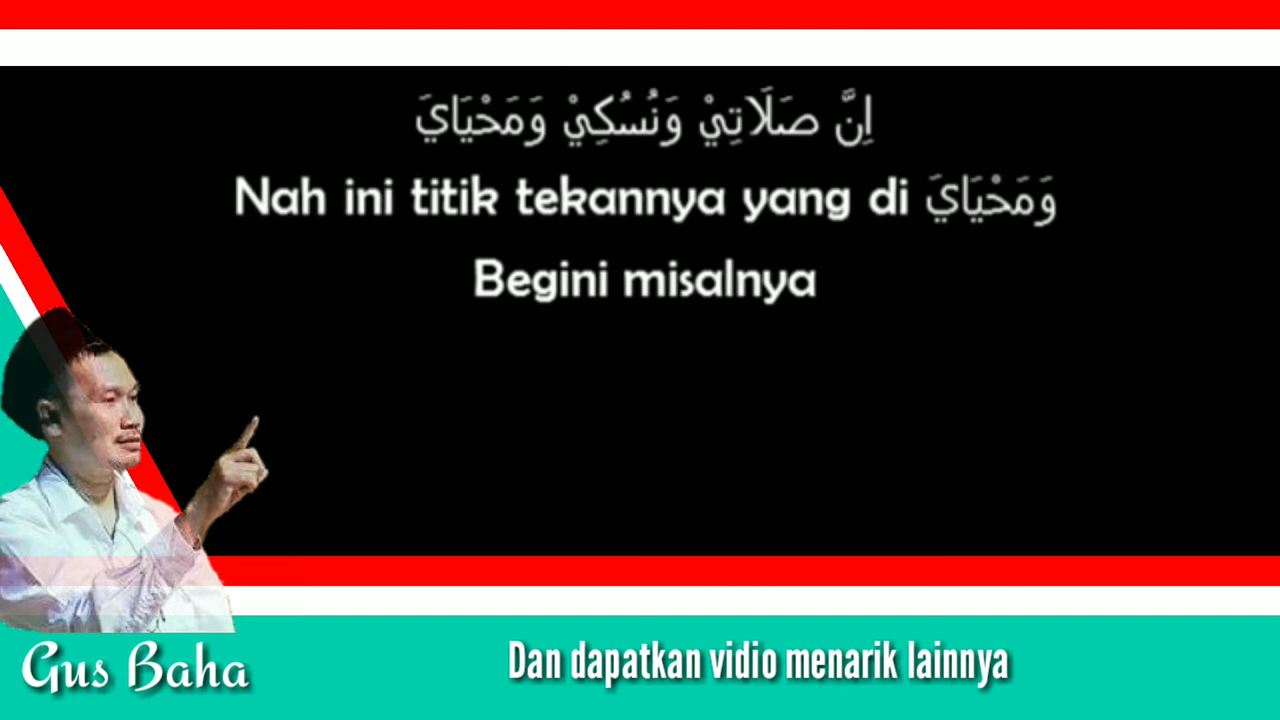 اِنَّ صَلَاتِيْ وَنُسُكِيْ وَمَحْيَايَ
Nah ini titik tekannya yang di وَمَحْيَايَ
Begini misalnya
Gus Baha
Dan dapatkan vidio menarik lainnya